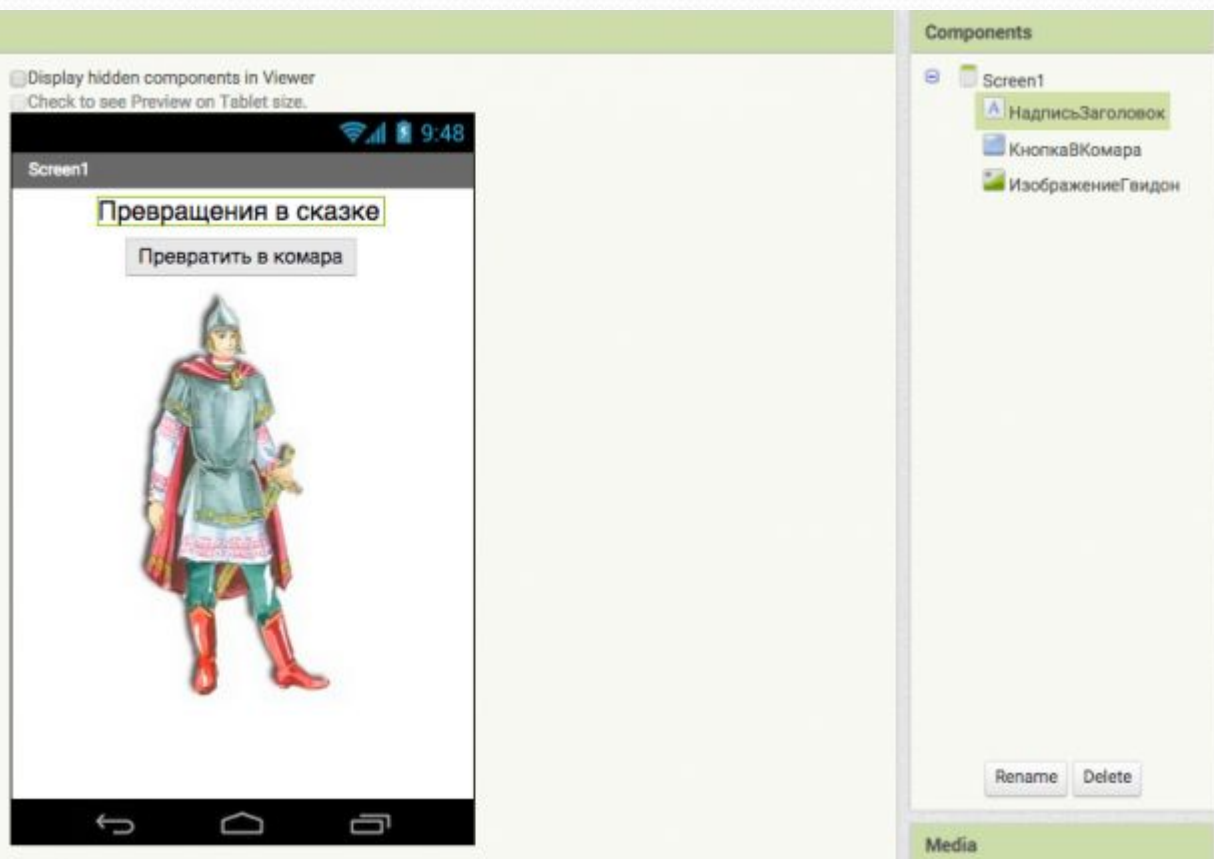 Components
Display hidden components in Viewer
Check to see Preview on Tablet size.
9:48
Screen1
Превращения в сказке
Превратить в комара
Screen1
НадписьЗаголовок
КнопкаВКомара
ИзображениеГвидон
Rename Delete
Media